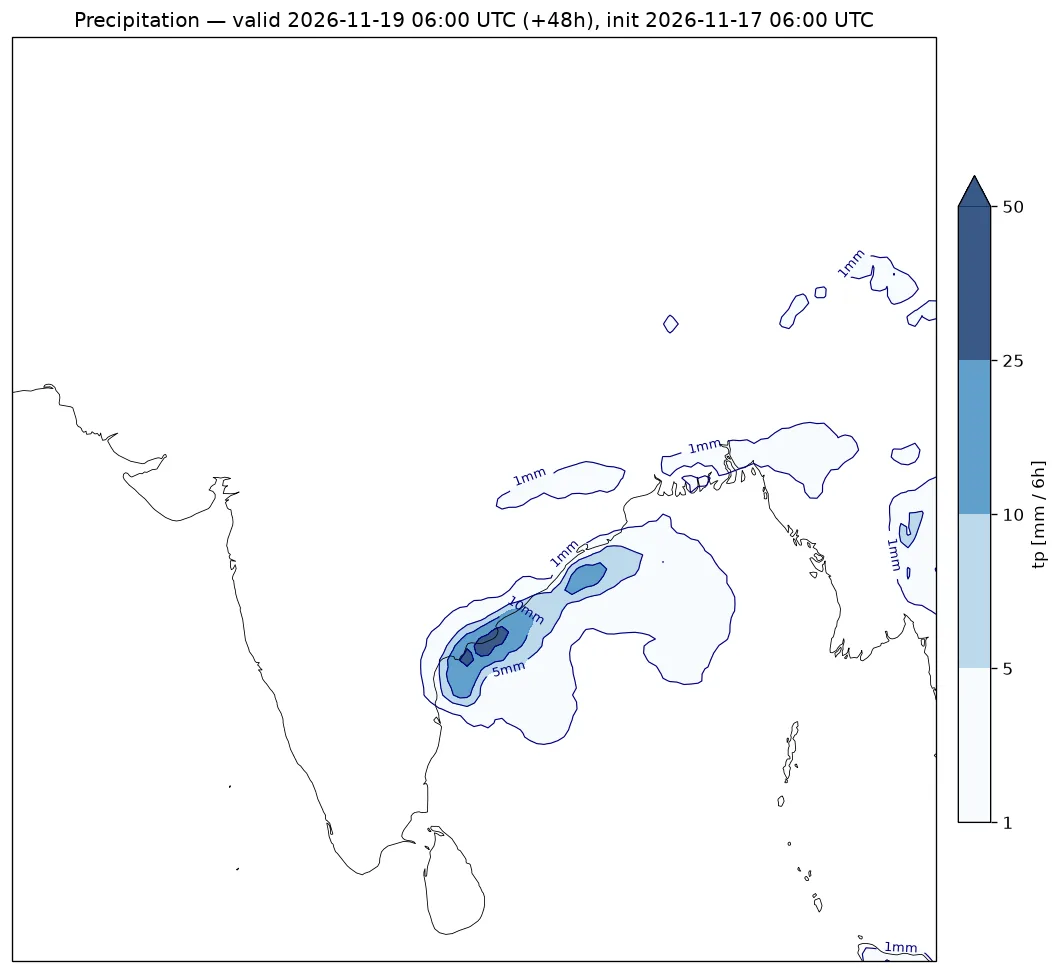 Precipitation — valid 2026-11-19 06:00 UTC (+48h), init 2026-11-17 06:00 UTC
50
1mm
25
1mm
1mm
tp [mm / 6h]
10
1mm
1mm
10mm
5mm
5
1
1mm